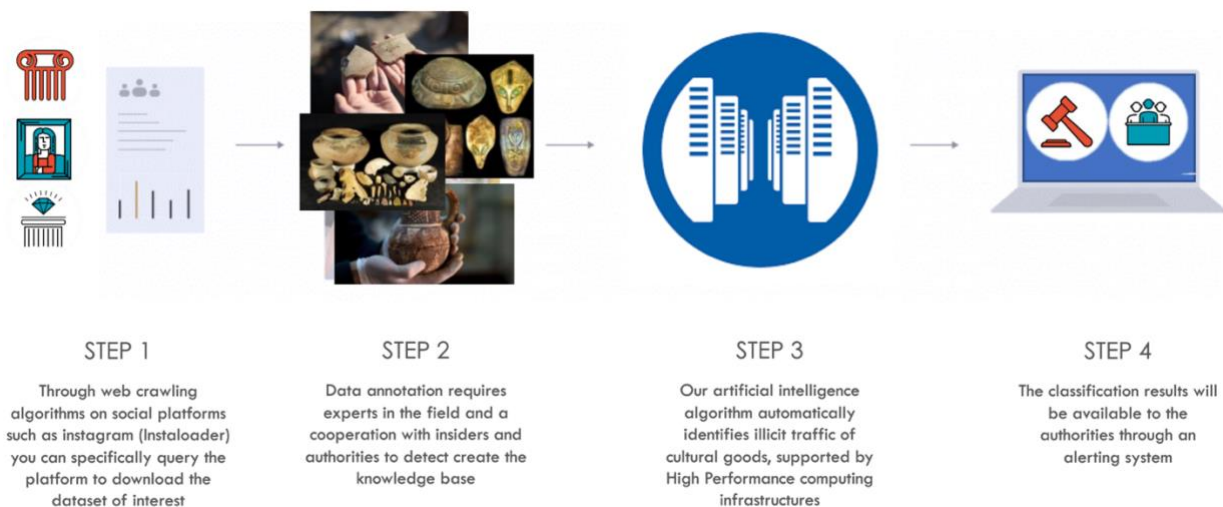 STEP 1
Through web crawling
algorithms on social platforms
such as instagram (Instaloader)
you can specifically query the
platform to download the
dataset of interest
STEP 2
Data annotation requires
experts in the field and a
cooperation with insiders and
authorities to detect create the
knowledge base
STEP 3
Our artificial intelligence
algorithm automatically
identifies illicit traffic of
cultural goods, supported by
High Performance computing
infrastructures
STEP 4
The classification results will
be available to the
authorities through an
alerting system